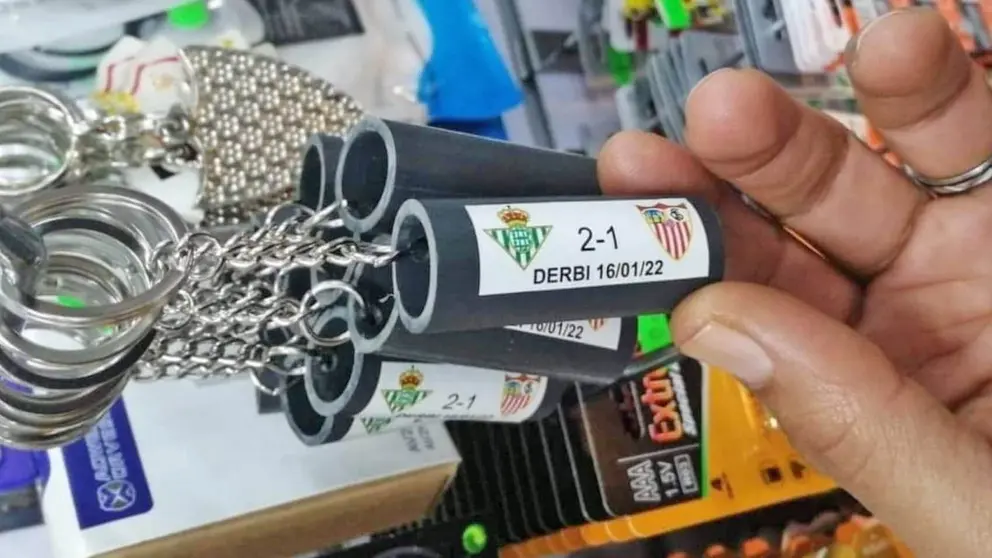 2-1
DERBI 16/01/22
16/01/22
2-1
Extra
AAA
1.5V